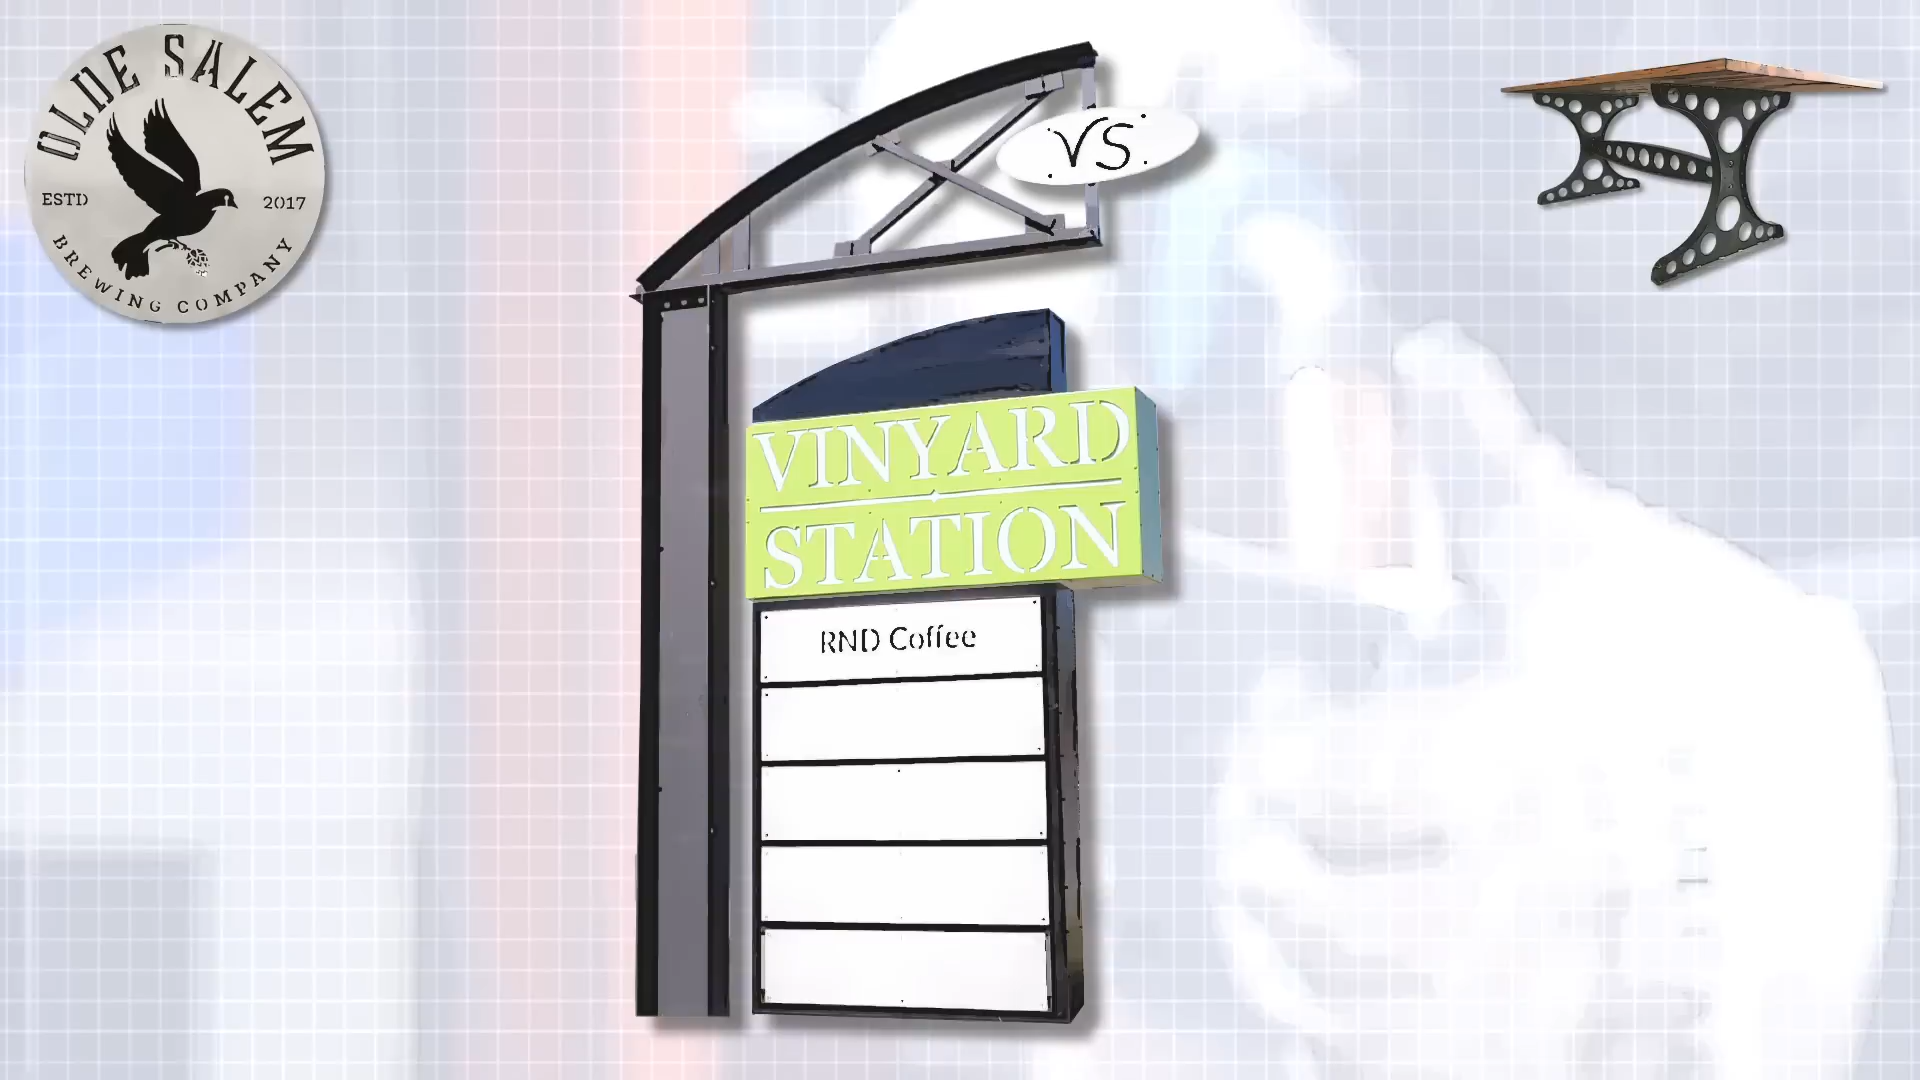 OLDE SALEM
ESTD 2017
BREWING COMPANY
VS
VINYARD
STATION
RND Coffee